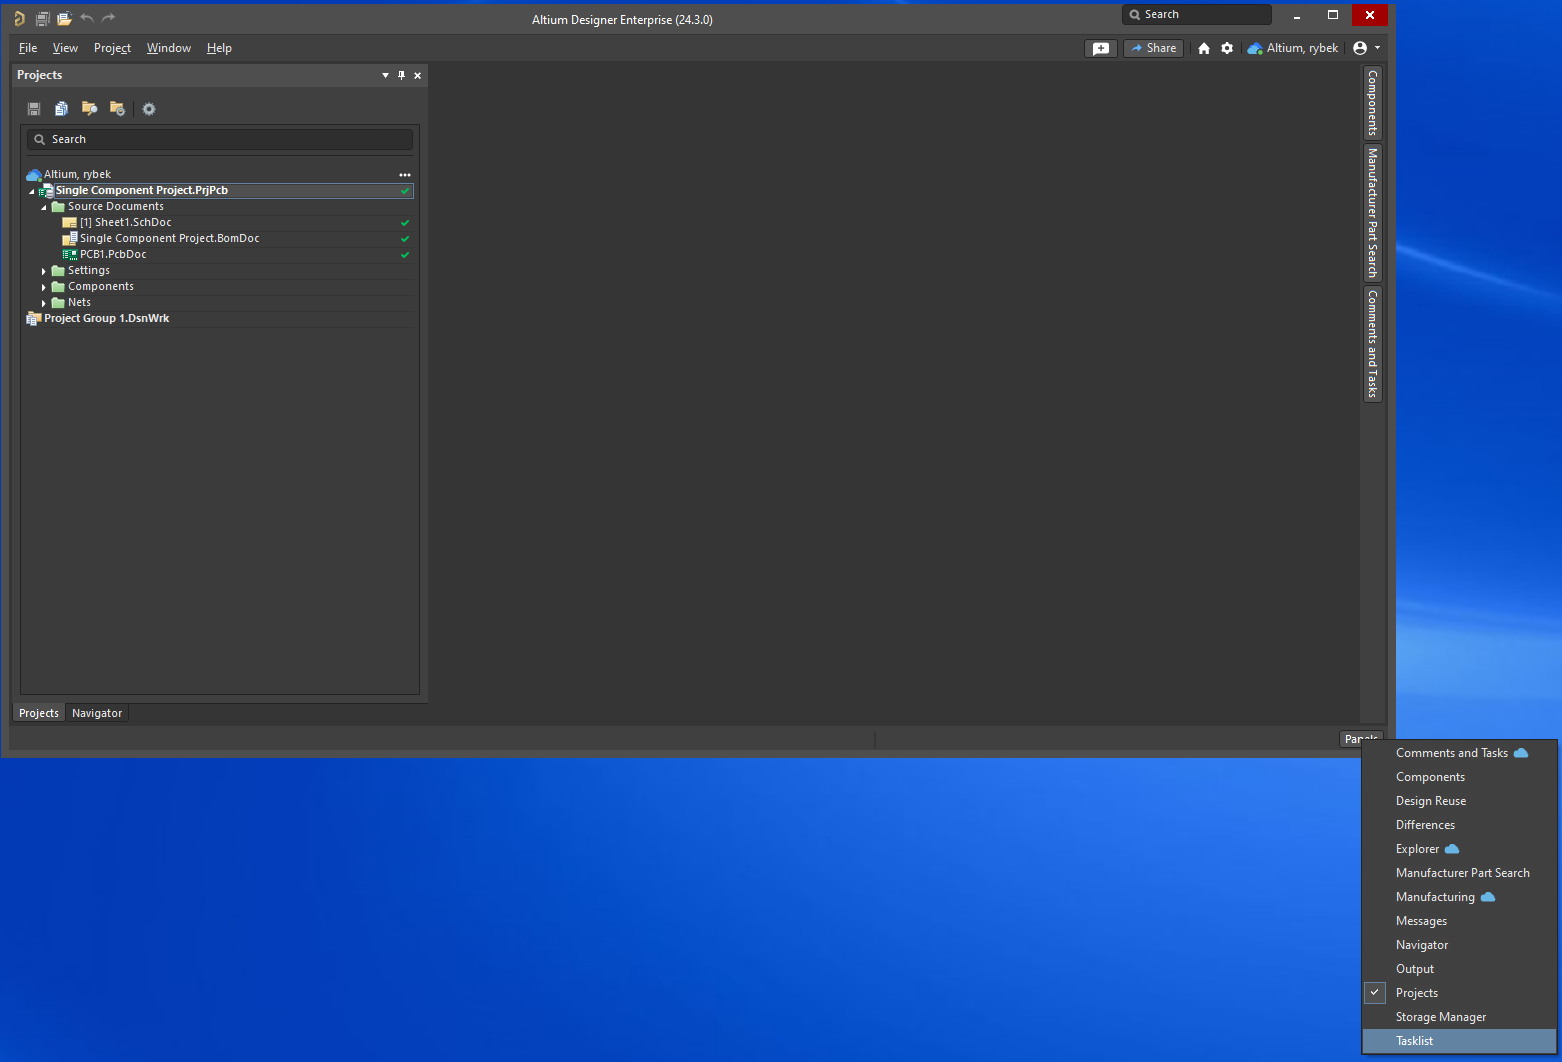 Altium Designer Enterprise (24.3.0)
Search
File View Project Window Help
Share
Altium, rybek
Projects
Search
Altium, rybek
Single Component Project.PrjPcb
Source Documents
[1] Sheet1.SchDoc
Single Component Project.BomDoc
PCB1.PcbDoc
Settings
Components
Nets
Project Group 1.DsnWrk
Components
Manufacturer Part Search
Comments and Tasks
Projects Navigator
Panels
Comments and Tasks
Components
Design Reuse
Differences
Explorer
Manufacturer Part Search
Manufacturing
Messages
Navigator
Output
Projects
Storage Manager
Tasklist